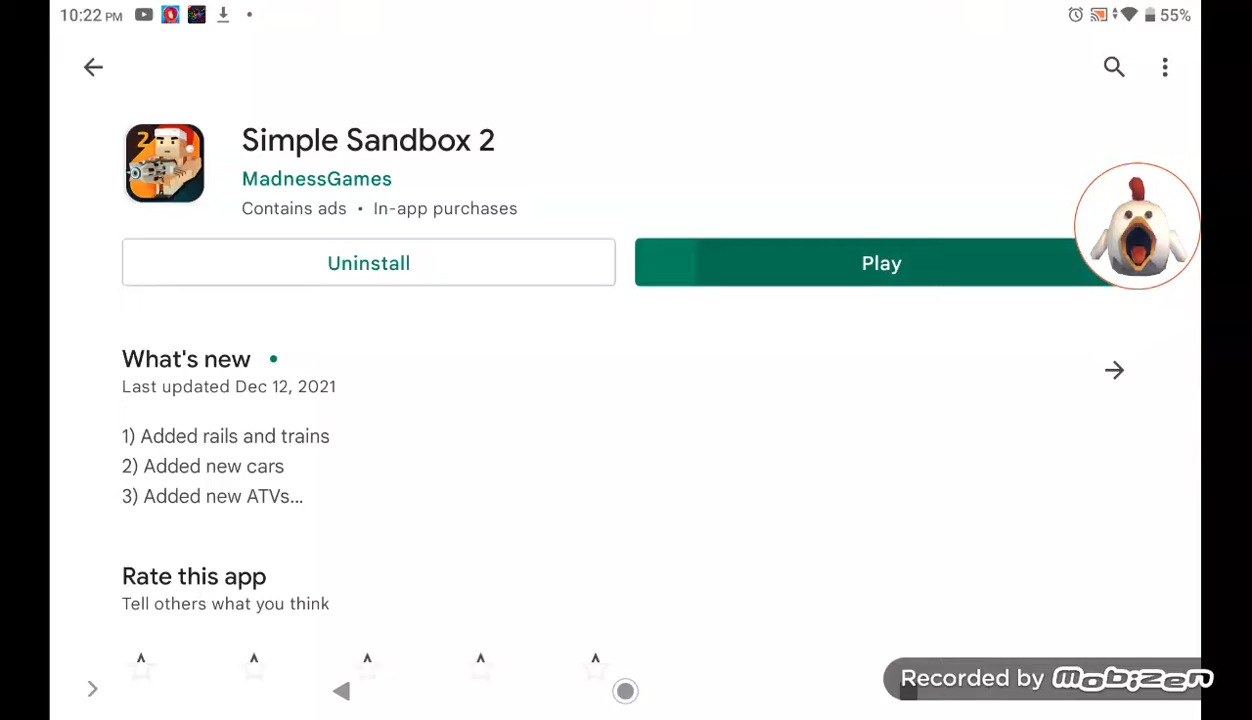 10:22 PM
55%
2
Simple Sandbox 2
MadnessGames
Contains ads • In-app purchases
Uninstall
Play
What's new
Last updated Dec 12, 2021
1) Added rails and trains
2) Added new cars
3) Added new ATVs...
Rate this app
Tell others what you think
Recorded by mobizen